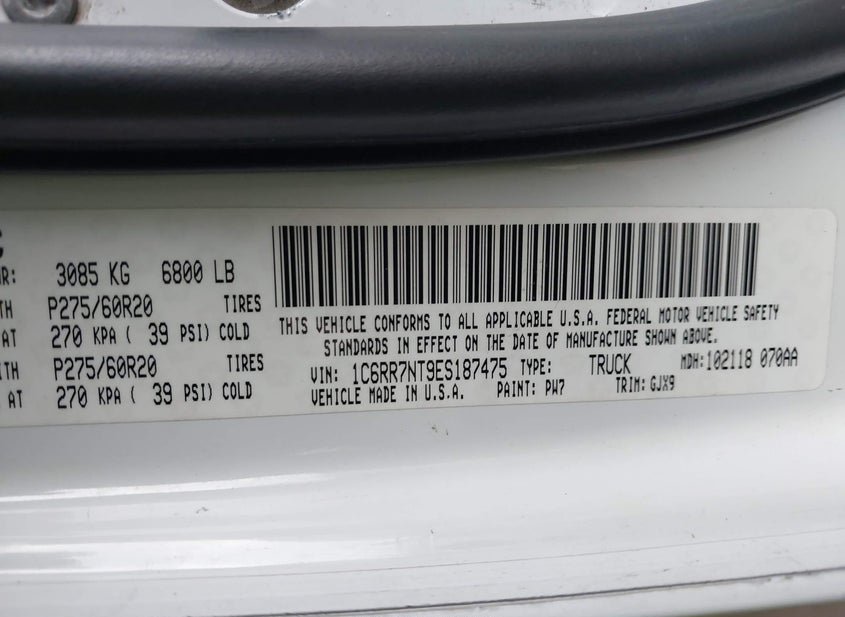 3085 KG 6800 LB
P275/60R20 TIRES
AT 270 KPA ( 39 PSI) COLD
P275/60R20 TIRES
AT 270 KPA ( 39 PSI) COLD
THIS VEHICLE CONFORMS TO ALL APPLICABLE U.S.A. FEDERAL MOTOR VEHICLE SAFETY
STANDARDS IN EFFECT ON THE DATE OF MANUFACTURE SHOWN ABOVE.
VIN: 1C6RR7NT9ES187475 TYPE: TRUCK MDH:102118 070AA
VEHICLE MADE IN U.S.A. PAINT: PW7 TRIM: GJX9